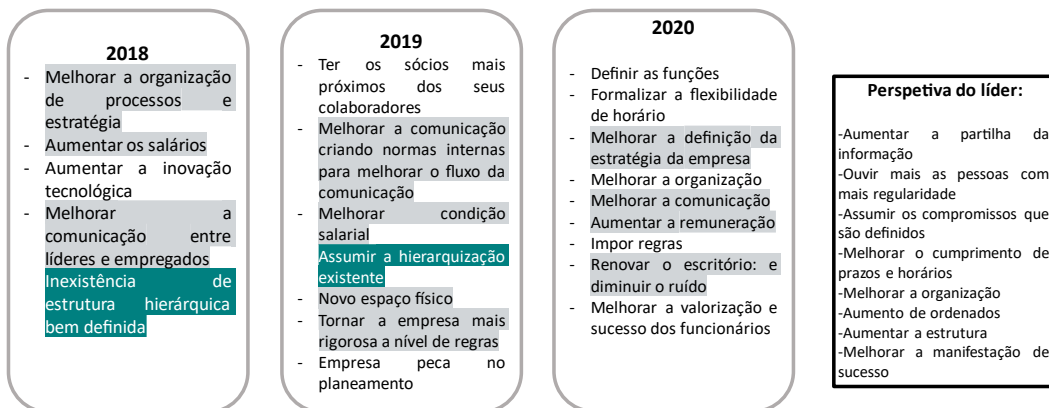 2018
- Melhorar a organização
de processos e
estratégia
- Aumentar os salários
- Aumentar a inovação
tecnológica
- Melhorar a
comunicação entre
líderes e empregados
Inexistência de
estrutura hierárquica
bem definida
2019
- Ter os sócios mais
próximos dos seus
colaboradores
- Melhorar a comunicação
criando normas internas
para melhorar o fluxo da
comunicação
- Melhorar condição
salarial
Assumir a hierarquização
existente
- Novo espaço físico
- Tornar a empresa mais
rigorosa a nível de regras
- Empresa peca no
planeamento
2020
- Definir as funções
- Formalizar a flexibilidade
de horário
- Melhorar a definição da
estratégia da empresa
- Melhorar a organização
- Melhorar a comunicação
- Aumentar a remuneração
- Impor regras
- Renovar o escritório: e
diminuir o ruído
- Melhorar a valorização e
sucesso dos funcionários
Perspetiva do líder:
-Aumentar a partilha da
informação
-Ouvir mais as pessoas com
mais regularidade
-Assumir os compromissos que
são definidos
-Melhorar o cumprimento de
prazos e horários
-Melhorar a organização
-Aumento de ordenados
-Aumentar a estrutura
-Melhorar a manifestação de
sucesso